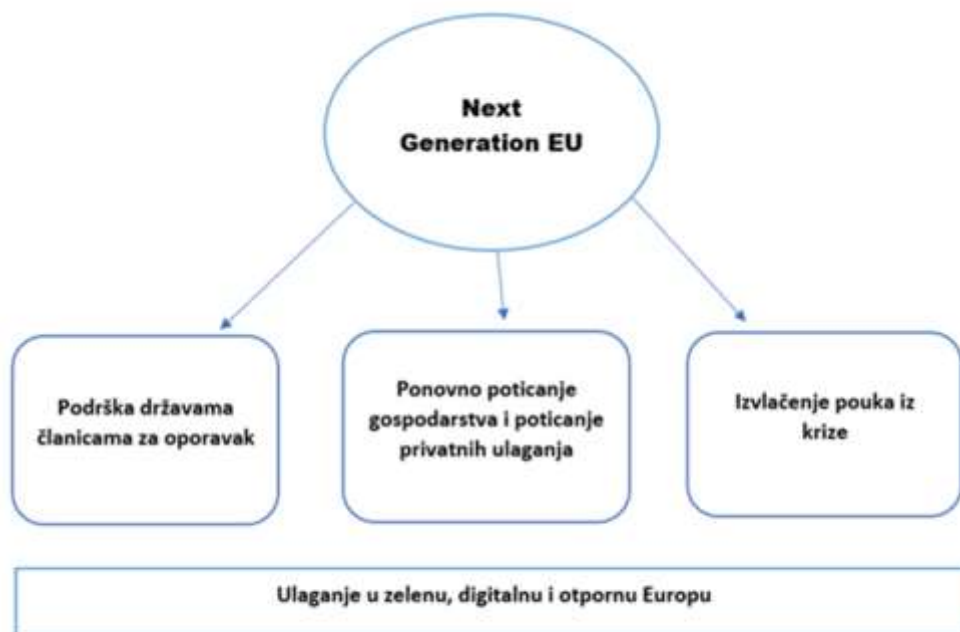 Next
Generation EU
Podrška državama
članicama za oporavak
Ponovno poticanje
gospodarstva i poticanje
privatnih ulaganja
Izvlačenje pouka iz
krize
Ulaganje u zelenu, digitalnu i otpornu Europu